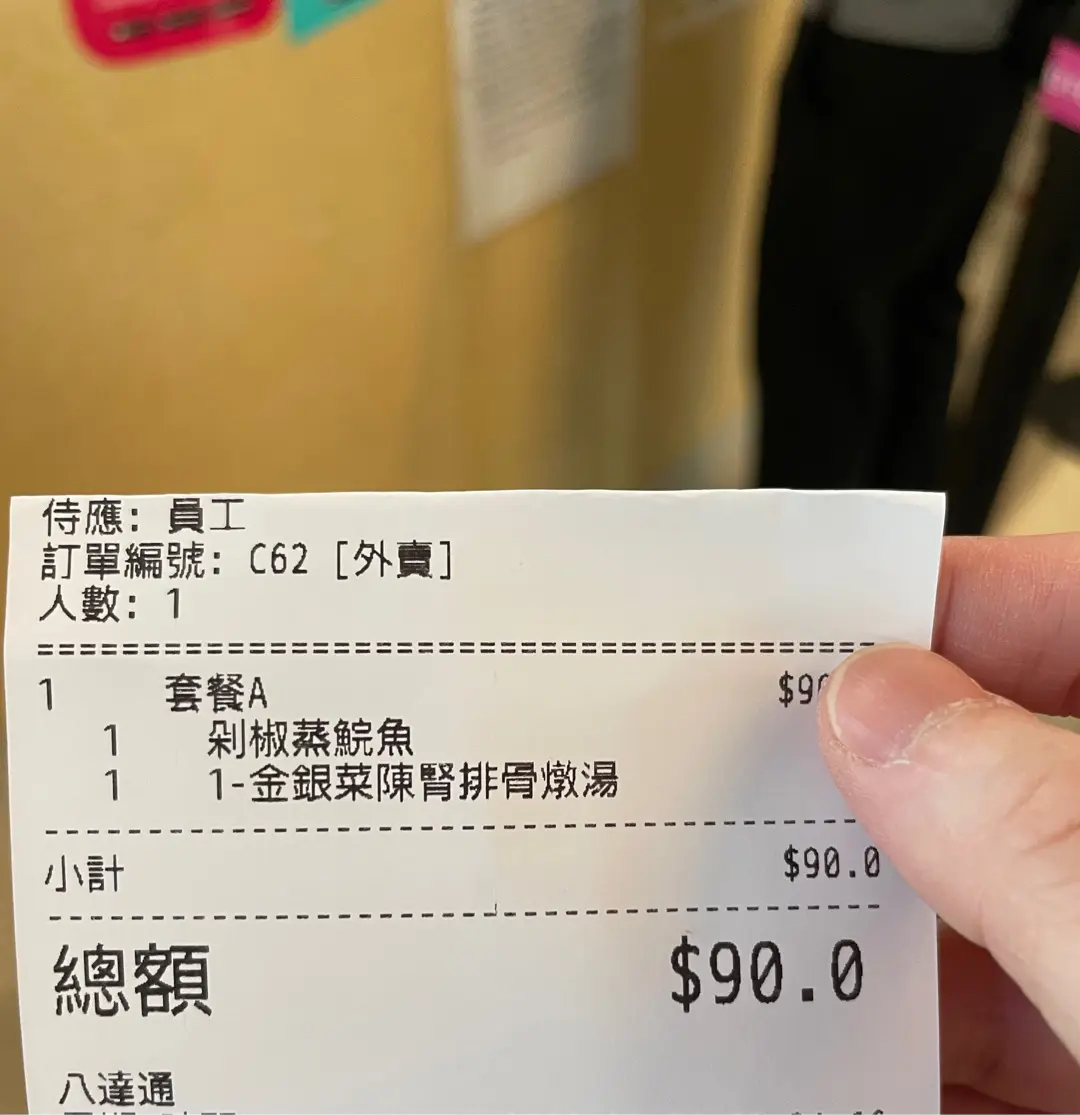 侍應: 員工
訂單編號: C62 [外賣]
人數: 1
======================================
1 套餐A
1 剁椒蒸鯇魚
1 1-金銀菜陳腎排骨燉湯
--------------------------------------
小計 $90.0
--------------------------------------
總額 $90.0
八達通